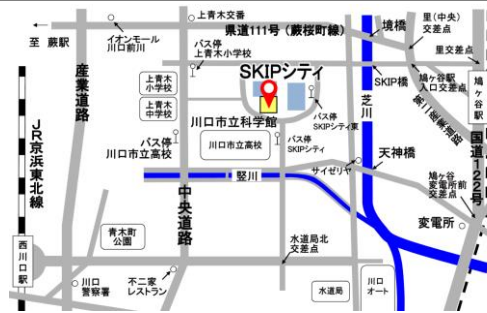 上青木交番
県道111号(蕨桜町線)
境橋
里(中央)
交差点
至 蕨駅
イオンモール
川口前川
バス停
上青木小学校
里交差点
SKIPシティ
SKIP橋
鳩ヶ谷駅
入口交差点
鳩ヶ谷駅
産業道路
上青木
小学校
上青木
中学校
川口市立科学館
バス停
SKIPシティ東
芝川
国道122号
バス停
川口市立高校
川口市立高校
バス停
SKIPシティ
サイゼリヤ
天神橋
JR京浜東北線
中央道路
竪川
鳩ヶ谷
変電所前
交差点
青木町
公園
変電所
西川口駅
水道局北
交差点
川口
警察署
不二家
レストラン
水道局
川口
オート